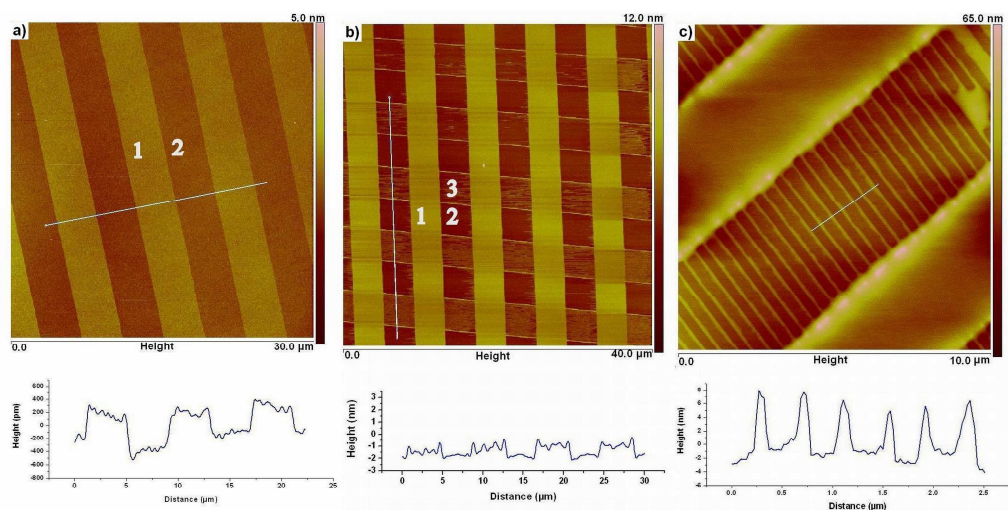 a)
5.0 nm
1 2
0.0
Height
30.0 µm
600
400
200
0
-200
-400
-600
-800
Height (pm)
0 5 10 15 20
Distance (µm)
b)
12.0 nm
3
1 2
0.0
Height
40.0 µm
3
2
1
-0
-1
-2
-3
Height (nm)
0 5 10 15 20 25 30
Distance (µm)
c)
65.0 nm
0.0
Height
10.0 µm
8
6
4
2
0
-2
-4
Height (nm)
0.0 0.5 1.0 1.5 2.0 2.5
Distance (µm)